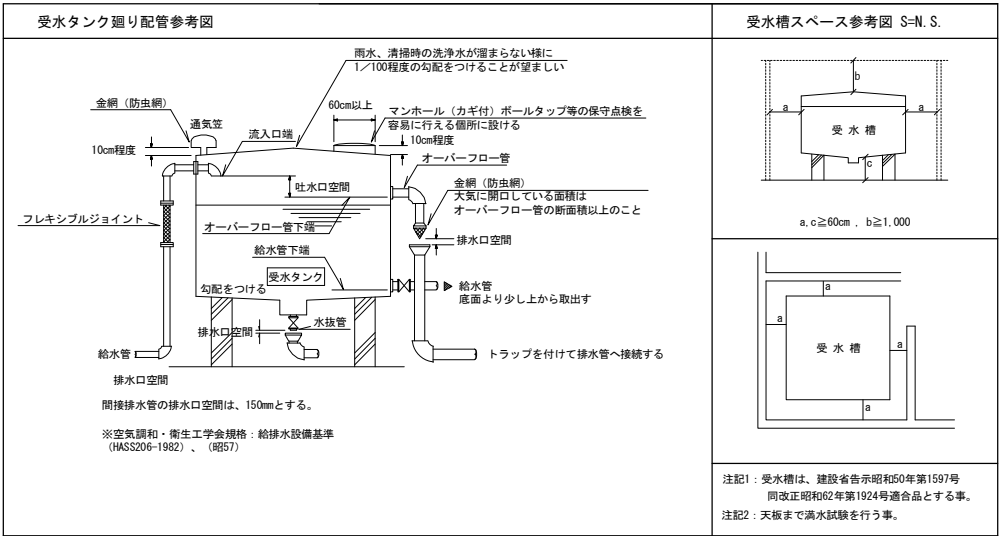 受水タンク廻り配管参考図
雨水、清掃時の洗浄水が溜まらない様に
1／100程度の勾配をつけることが望ましい
金網（防虫網）
60cm以上
マンホール（カギ付）ボールタップ等の保守点検を
容易に行える個所に設ける
通気笠
流入口端
10cm程度
10cm程度
オーバーフロー管
吐水口空間
金網（防虫網）
大気に開口している面積は
オーバーフロー管の断面積以上のこと
フレキシブルジョイント
オーバーフロー管下端
排水口空間
給水管下端
受水タンク
勾配をつける
給水管
底面より少し上から取出す
水抜管
排水口空間
給水管
トラップを付けて排水管へ接続する
排水口空間
間接排水管の排水口空間は、150mmとする。
※空気調和・衛生工学会規格：給排水設備基準
（HASS206-1982）、（昭57）
受水槽スペース参考図 S=N.S.
b
a
a
受水槽
c
a,c≧60cm . b≧1,000
a
a
受水槽
a
a
注記1：受水槽は、建設省告示昭和50年第1597号
同改正昭和62年第1924号適合品とする事。
注記2：天板まで満水試験を行う事。